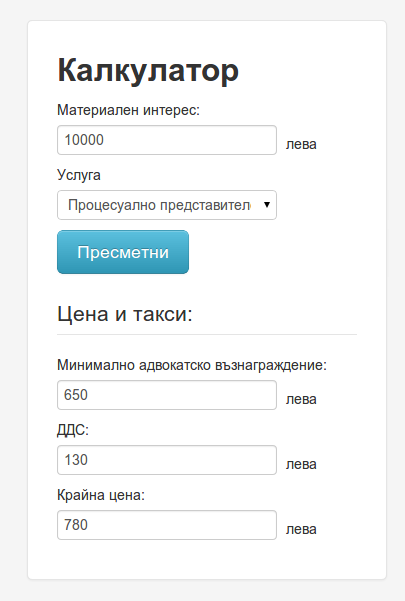 Калкулатор
Материален интерес:
10000 лева
Услуга
Процесуално представител
Пресметни
Цена и такси:
Минимално адвокатско възнаграждение:
650 лева
ДДС:
130 лева
Крайна цена:
780 лева